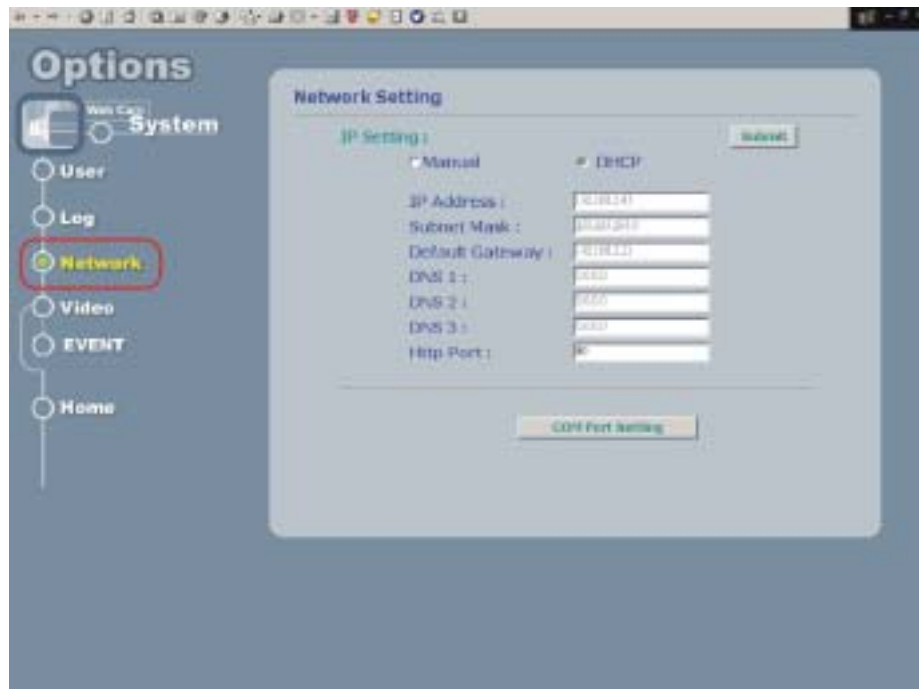 Options
Web Cam
System
User
Log
Network
Video
EVENT
Home
Network Setting
IP Setting :
Submit
Manual
DHCP
IP Address :
Subnet Mask :
Default Gateway :
DNS 1 :
DNS 2 :
DNS 3 :
Http Port : 80
COM Port Setting